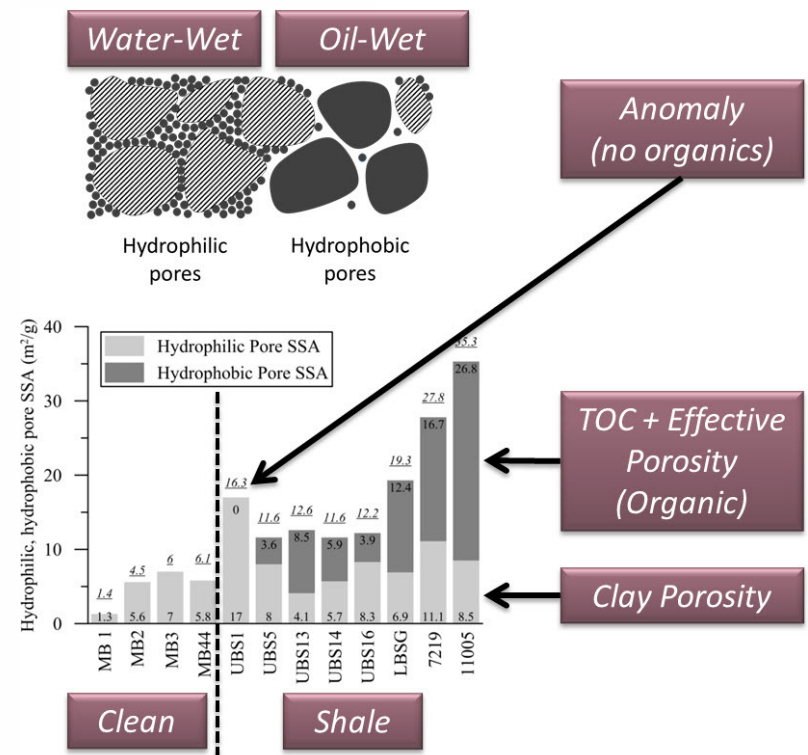 Water-Wet
Oil-Wet
Anomaly
(no organics)
Hydrophilic
pores
Hydrophobic
pores
Hydrophilic, hydrophobic pore SSA (m²/g)
40
30
20
10
0
Hydrophilic Pore SSA
Hydrophobic Pore SSA
1.4
4.5
6
6.1
16.3
11.6
12.6
11.6
12.2
19.3
27.8
35.3
0
3.6
8.5
5.9
3.9
12.4
16.7
26.8
1.3
5.6
7
5.8
17
8
4.1
5.7
8.3
6.9
11.1
8.5
MB 1
MB2
MB3
MB44
UBS1
UBS5
UBS13
UBS14
UBS16
LBSG
7219
11005
TOC + Effective
Porosity
(Organic)
Clay Porosity
Clean
Shale